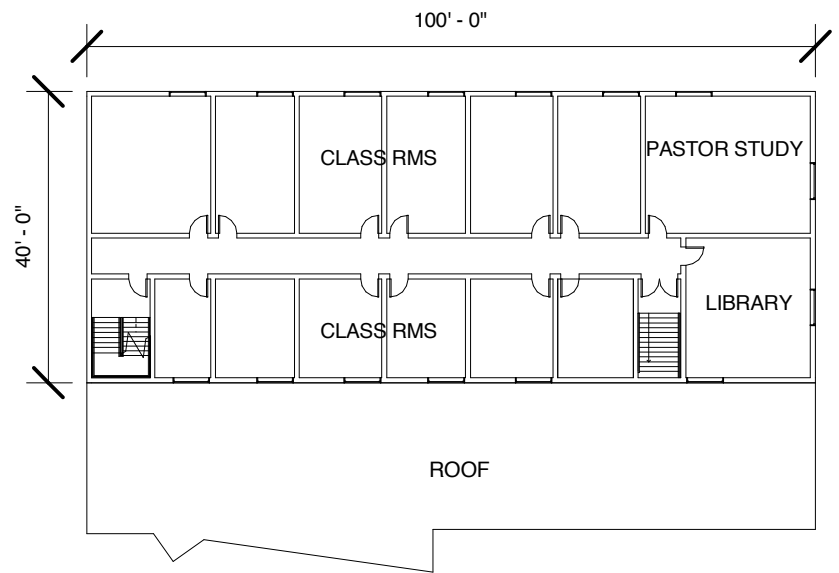 100' - 0"
40' - 0"
CLASS RMS
PASTOR STUDY
CLASS RMS
LIBRARY
ROOF